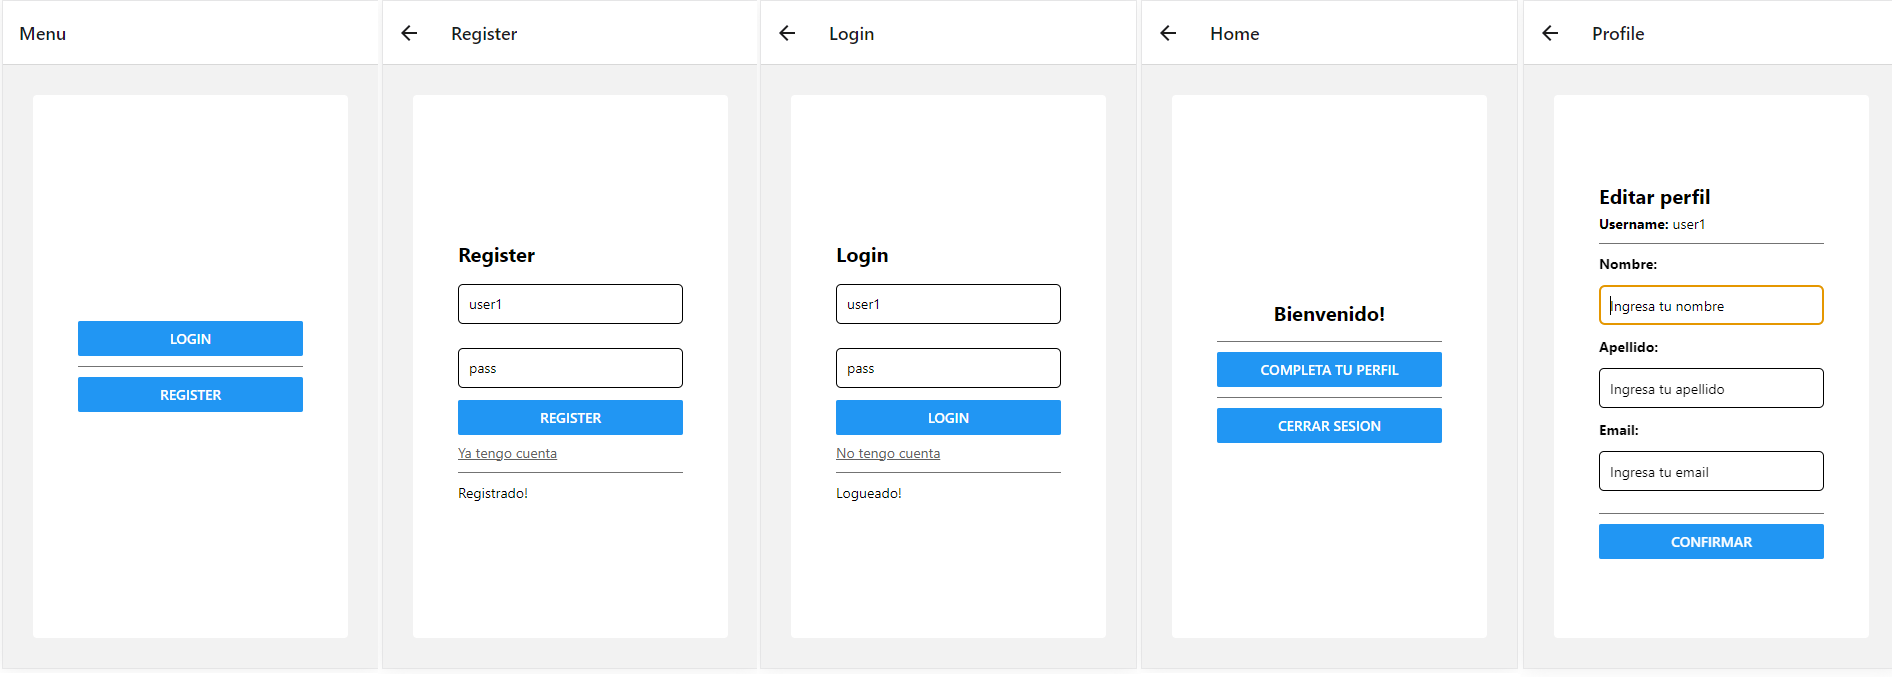 Menu
LOGIN
REGISTER
Register
Register
user1
pass
REGISTER
Ya tengo cuenta
Registrado!
Login
Login
user1
pass
LOGIN
No tengo cuenta
Logueado!
Home
Bienvenido!
COMPLETA TU PERFIL
CERRAR SESION
Profile
Editar perfil
Username: user1
Nombre:
Ingresa tu nombre
Apellido:
Ingresa tu apellido
Email:
Ingresa tu email
CONFIRMAR